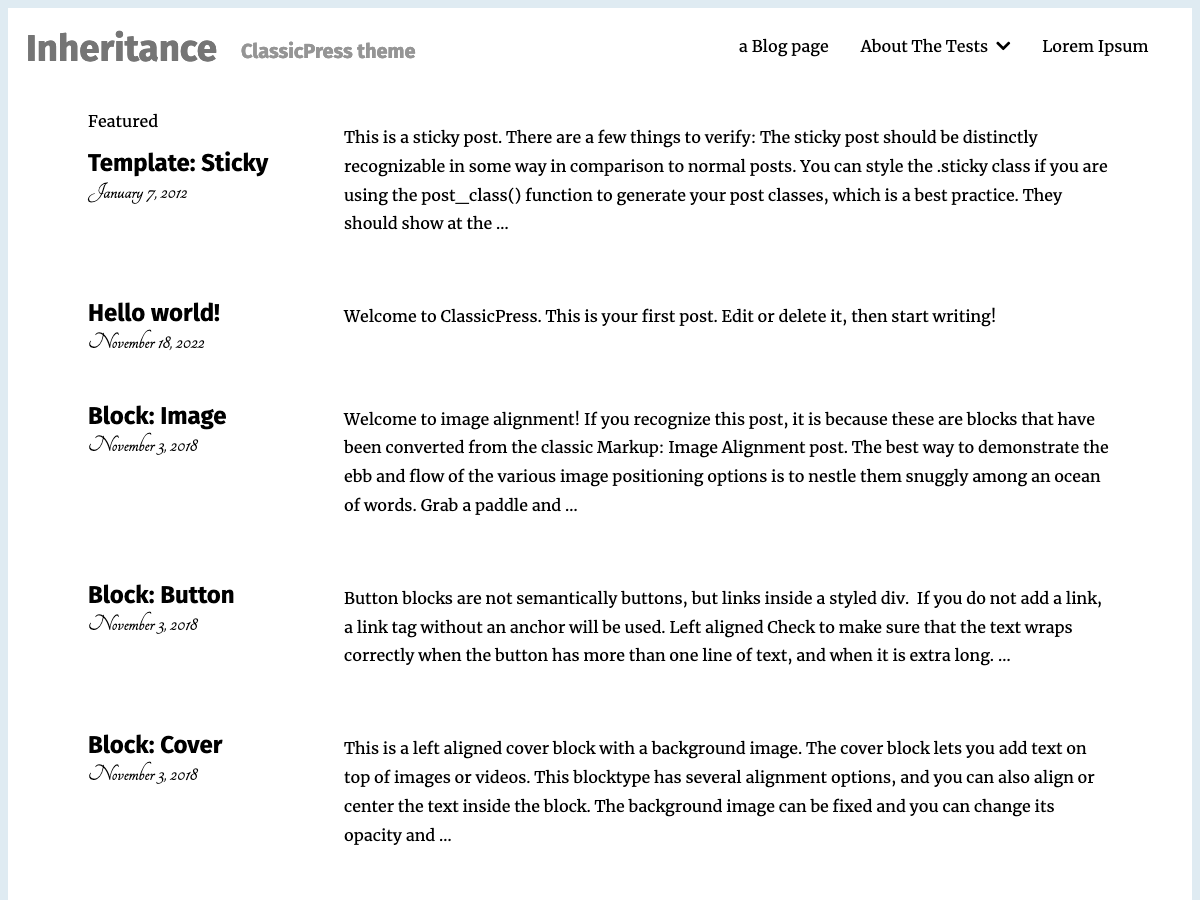 Inheritance ClassicPress theme a Blog page About The Tests Lorem Ipsum
Featured
Template: Sticky
January 7, 2012
This is a sticky post. There are a few things to verify: The sticky post should be distinctly
recognizable in some way in comparison to normal posts. You can style the .sticky class if you are
using the post_class() function to generate your post classes, which is a best practice. They
should show at the ...
Hello world!
November 18, 2022
Welcome to ClassicPress. This is your first post. Edit or delete it, then start writing!
Block: Image
November 3, 2018
Welcome to image alignment! If you recognize this post, it is because these are blocks that have
been converted from the classic Markup: Image Alignment post. The best way to demonstrate the
ebb and flow of the various image positioning options is to nestle them snuggly among an ocean
of words. Grab a paddle and ...
Block: Button
November 3, 2018
Button blocks are not semantically buttons, but links inside a styled div.  If you do not add a link,
a link tag without an anchor will be used. Left aligned Check to make sure that the text wraps
correctly when the button has more than one line of text, and when it is extra long. ...
Block: Cover
November 3, 2018
This is a left aligned cover block with a background image. The cover block lets you add text on
top of images or videos. This blocktype has several alignment options, and you can also align or
center the text inside the block. The background image can be fixed and you can change its
opacity and ...